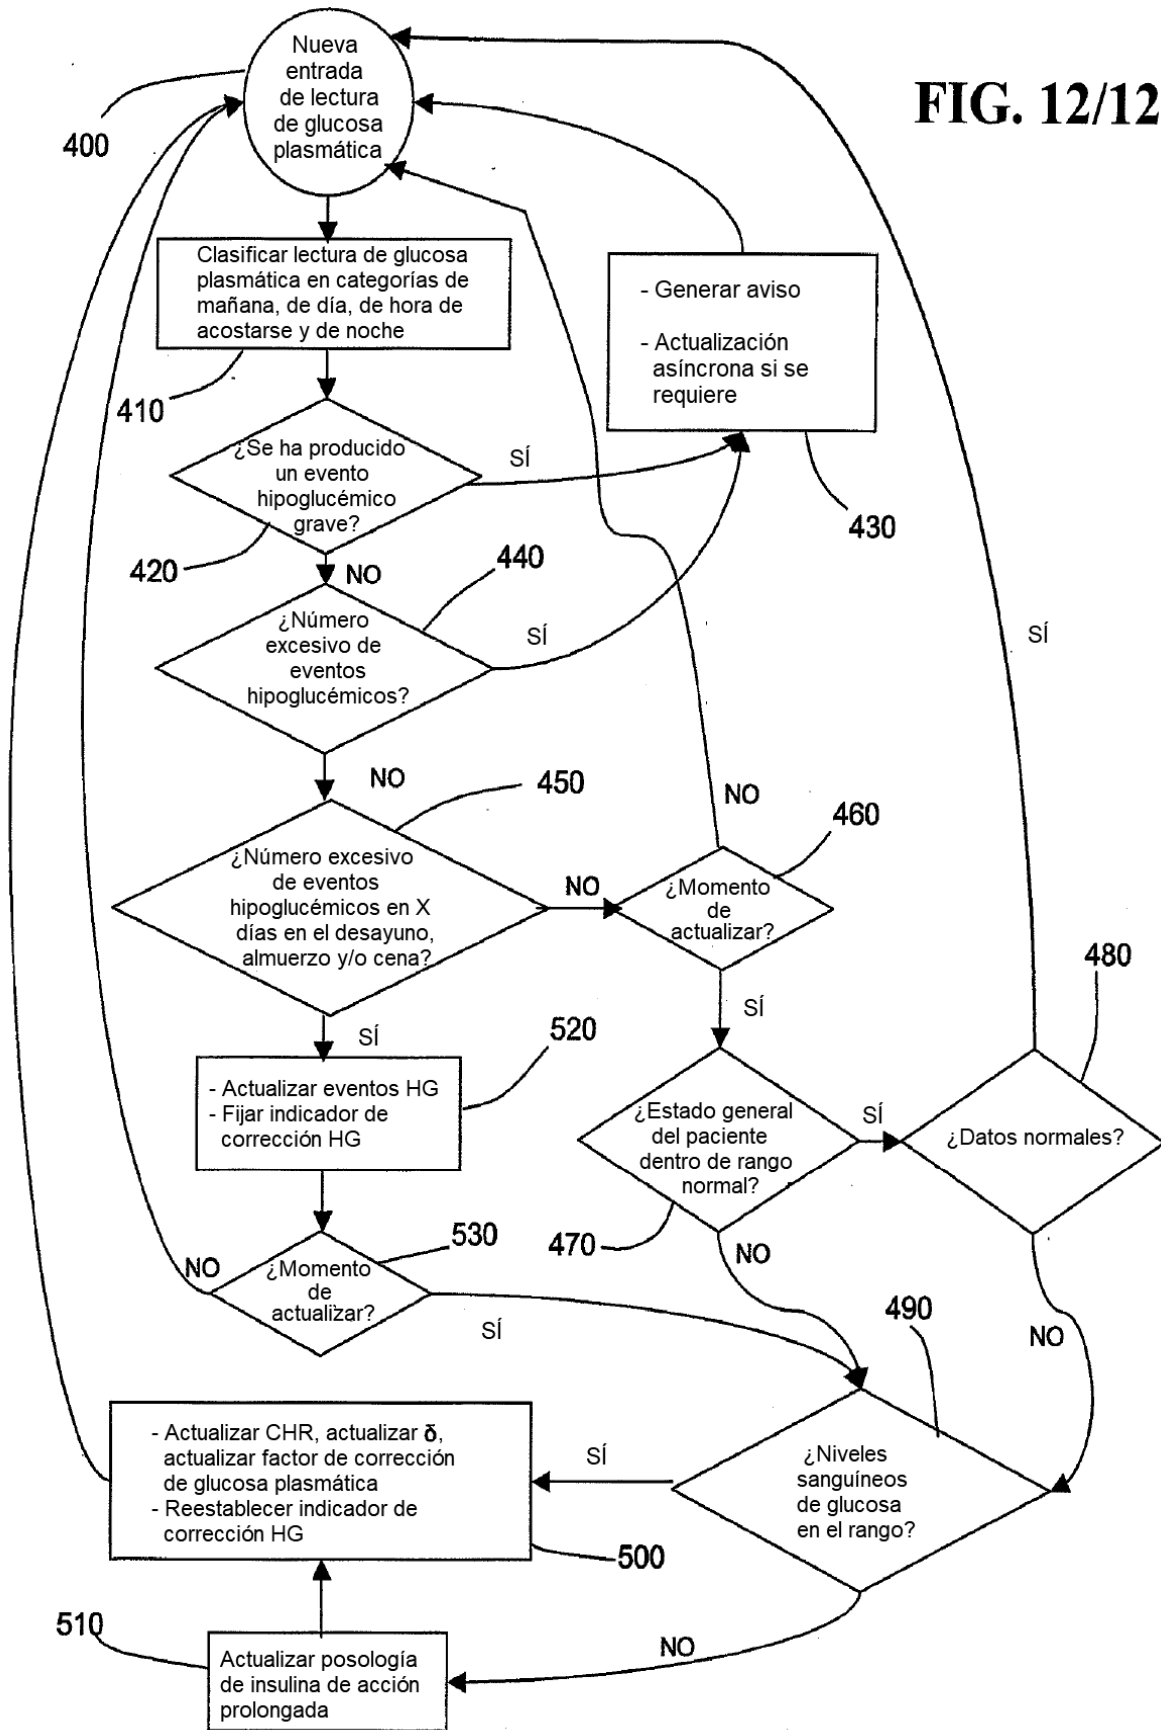 Nueva
entrada
de lectura
de glucosa
plasmática
FIG. 12/12
400
Clasificar lectura de glucosa
plasmática en categorías de
mañana, de día, de hora de
acostarse y de noche
- Generar aviso
- Actualización
asíncrona si se
requiere
410
¿Se ha producido
un evento
hipoglucémico
grave?
SÍ
430
420
NO
440
¿Número
excesivo de
eventos
hipoglucémicos?
SÍ
SÍ
NO
450
NO
460
¿Número excesivo
de eventos
hipoglucémicos en X
días en el desayuno,
almuerzo y/o cena?
NO
¿Momento
de
actualizar?
480
SÍ
SÍ
520
- Actualizar eventos HG
- Fijar indicador de
corrección HG
¿Estado general
del paciente
dentro de rango
normal?
SÍ
¿Datos normales?
470
NO
530
NO
¿Momento
de
actualizar?
SÍ
490
NO
- Actualizar CHR, actualizar δ,
actualizar factor de corrección
de glucosa plasmática
- Reestablecer indicador de
corrección HG
SÍ
¿Niveles
sanguíneos
de glucosa
en el rango?
500
510
NO
Actualizar posología
de insulina de acción
prolongada